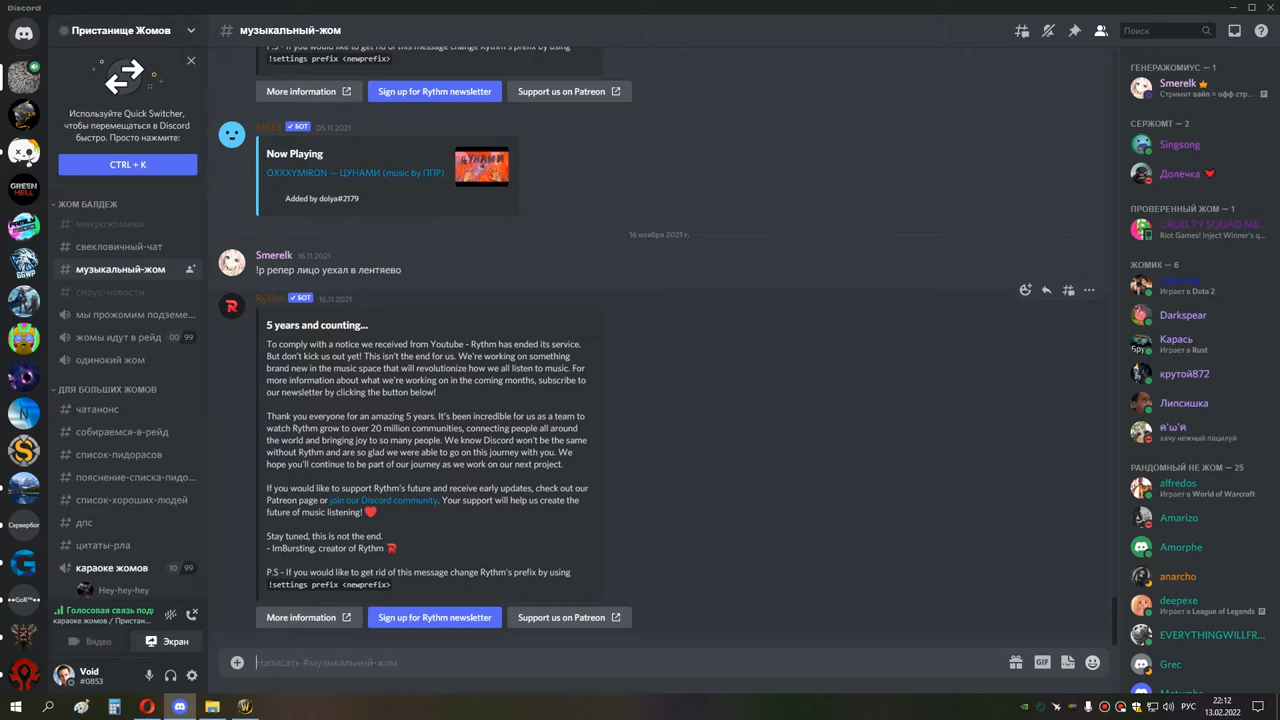 Discord
Пристанище Жомов
музыкальный-жом
Поиск
Используйте Quick Switcher,
чтобы перемещаться в Discord
быстро. Просто нажмите:
CTRL + K
ЖОМ БАЛДЕЖ
микрожомики
свекличный-чат
музыкальный-жом
сирус-новости
мы прожомим подземе...
жомы идут в рейд 00 99
одинокий жом
ДЛЯ БОЛЬШИХ ЖОМОВ
чатанонс
собираемся-в-рейд
список-пидорасов
пояснение-списка-пидо...
список-хороших-людей
дпс
цитаты-рла
караоке жомов 10 99
Hey-hey-hey
Голосовая связь под
караоке жомов / Пристан...
Видео
Экран
Void
#0853
P.S - If you would like to get rid of this message change Rythm's prefix by using
!settings prefix <newprefix>
More information
Sign up for Rythm newsletter
Support us on Patreon
MEE6 БОТ 05.11.2021
Now Playing
OXXXYMIRON — ЦУНАМИ (music by ППР)
ЦУНАМИ
Added by dolya#2179
16 ноября 2021 г.
Smerelk 16.11.2021
!p репер лицо уехал в лентяево
Rythm БОТ 16.11.2021
5 years and counting...
To comply with a notice we received from Youtube - Rythm has ended its service.
But don't kick us out yet! This isn't the end for us. We're working on something
brand new in the music space that will revolutionize how we all listen to music. For
more information about what we're working on in the coming months, subscribe to
our newsletter by clicking the button below!
Thank you everyone for an amazing 5 years. It's been incredible for us as a team to
watch Rythm grow to over 20 million communities, connecting people all around
the world and bringing joy to so many people. We know Discord won't be the same
without Rythm and are so glad we were able to go on this journey with you. We
hope you'll continue to be part of our journey as we work on our next project.
If you would like to support Rythm's future and receive early updates, check out our
Patreon page or join our Discord community. Your support will help us create the
future of music listening!
Stay tuned, this is not the end.
- ImBursting, creator of Rythm
P.S - If you would like to get rid of this message change Rythm's prefix by using
!settings prefix <newprefix>
More information
Sign up for Rythm newsletter
Support us on Patreon
Написать #музыкальный-жом
GIF
ГЕНЕРАЖОМИУС — 1
Smerelk
Стримит вайп = офф стр...
СЕРЖОМТ — 2
Singsong
Долечка
ПРОВЕРЕННЫЙ ЖОМ — 1
CRUELTY SQUAD ME...
Riot Games! Inject Winner's q...
ЖОМИК — 6
Играет в Dota 2
Darkspear
Карась
Играет в Rust
крутой872
Липсишка
ฅ'ω'ฅ
хачу нежный пацилуй
РАНДОМНЫЙ НЕ ЖОМ — 25
alfredos
Играет в World of Warcraft
Amarizo
Amorphe
anarcho
deepexe
Играет в League of Legends
EVERYTHINGWILLFR...
Grec
GREEN
HELL
GGWP
Сервербог
••GoR™••
РУС
22:12
13.02.2022